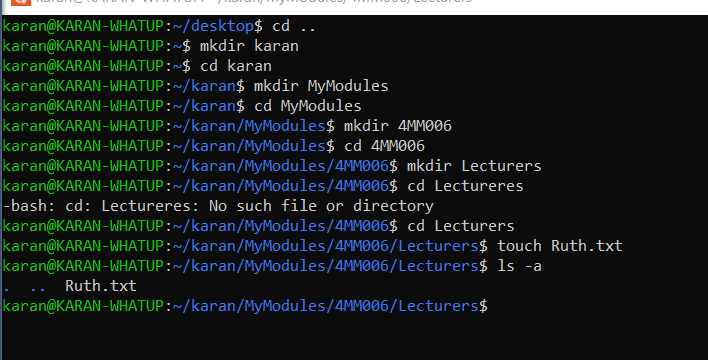 karan@KARAN-WHATUP:~/desktop$ cd ..
karan@KARAN-WHATUP:~$ mkdir karan
karan@KARAN-WHATUP:~$ cd karan
karan@KARAN-WHATUP:~/karan$ mkdir MyModules
karan@KARAN-WHATUP:~/karan$ cd MyModules
karan@KARAN-WHATUP:~/karan/MyModules$ mkdir 4MM006
karan@KARAN-WHATUP:~/karan/MyModules$ cd 4MM006
karan@KARAN-WHATUP:~/karan/MyModules/4MM006$ mkdir Lecturers
karan@KARAN-WHATUP:~/karan/MyModules/4MM006$ cd Lectureres
-bash: cd: Lectureres: No such file or directory
karan@KARAN-WHATUP:~/karan/MyModules/4MM006$ cd Lecturers
karan@KARAN-WHATUP:~/karan/MyModules/4MM006/Lecturers$ touch Ruth.txt
karan@KARAN-WHATUP:~/karan/MyModules/4MM006/Lecturers$ ls -a
.  ..  Ruth.txt
karan@KARAN-WHATUP:~/karan/MyModules/4MM006/Lecturers$